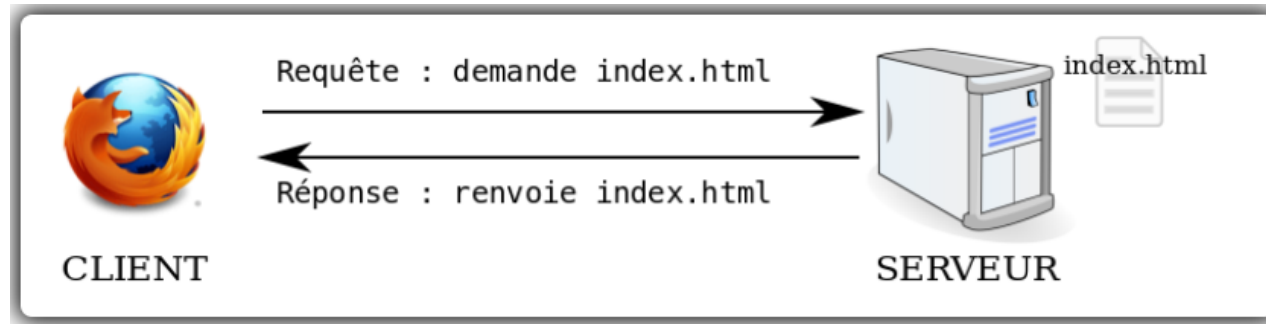 Requête : demande index.html
index.html
Réponse : renvoie index.html
CLIENT
SERVEUR